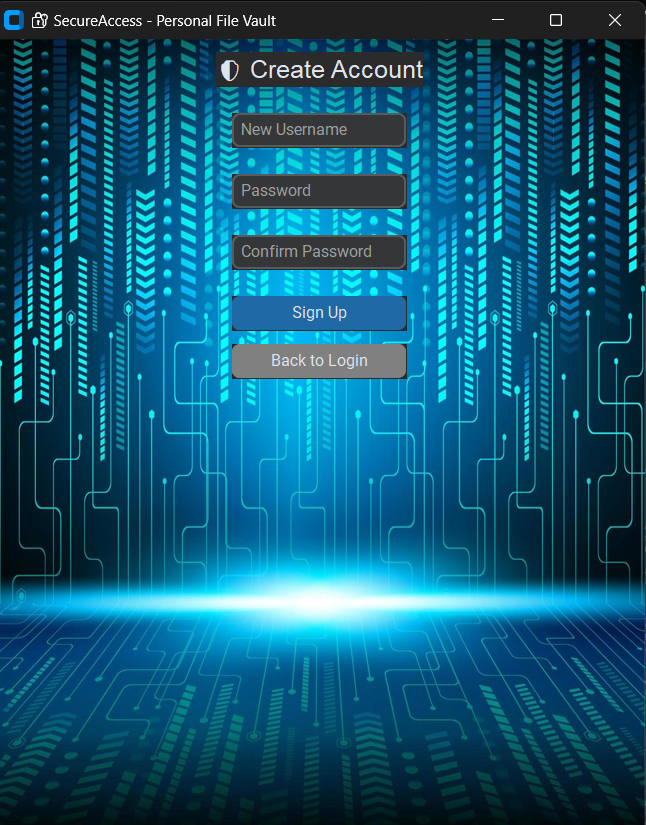 SecureAccess - Personal File Vault
Create Account
New Username
Password
Confirm Password
Sign Up
Back to Login